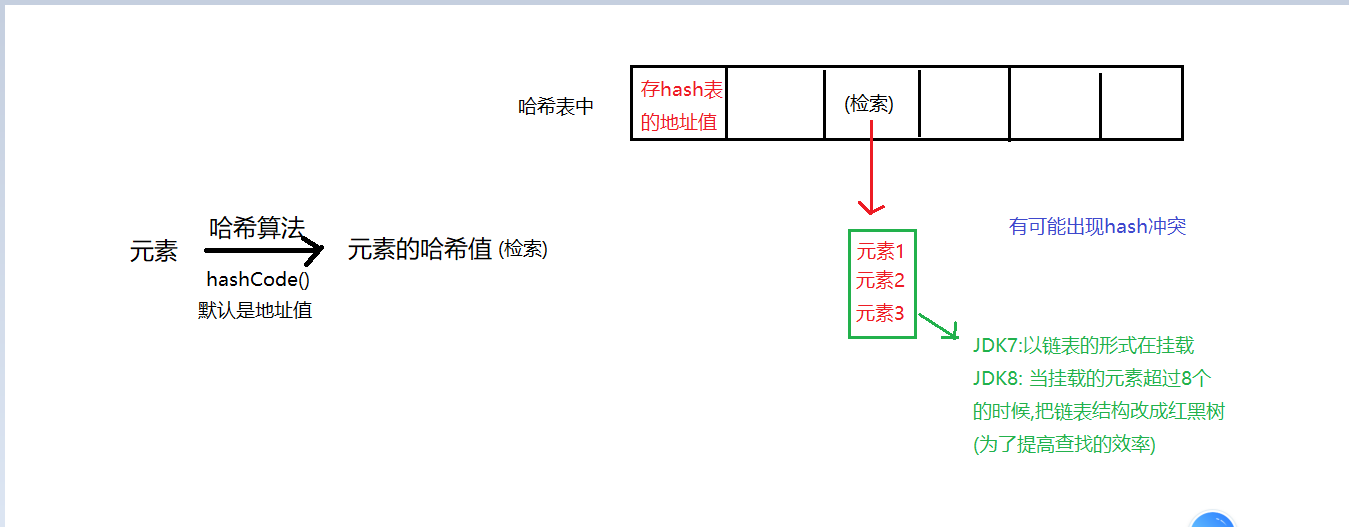 存hash表
的地址值
(检索)
哈希表中
哈希算法
元素
元素的哈希值 (检索)
hashCode()
默认是地址值
有可能出现hash冲突
元素1
元素2
元素3
JDK7:以链表的形式在挂载
JDK8: 当挂载的元素超过8个
的时候,把链表结构改成红黑树
(为了提高查找的效率)